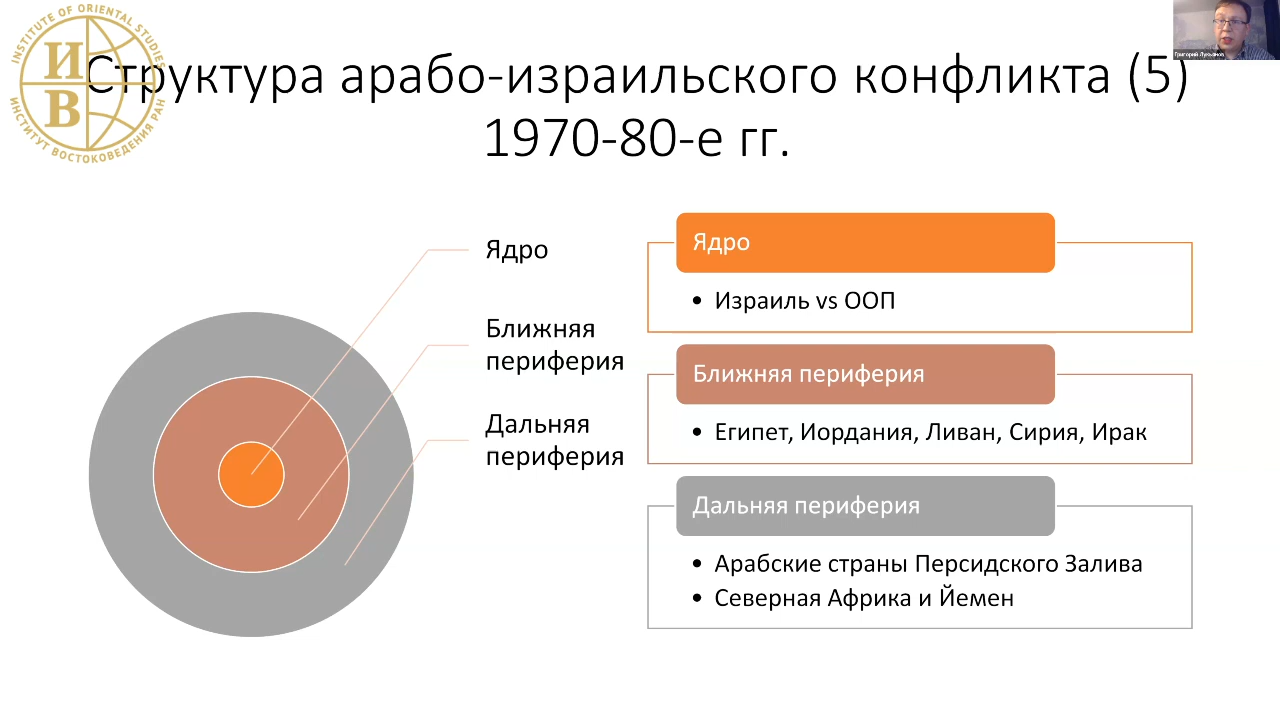 INSTITUTE OF ORIENTAL STUDIES
ИВ
ИНСТИТУТ ВОСТОКОВЕДЕНИЯ РАН
Григорий Лукьянов
Структура арабо-израильского конфликта (5)
1970-80-е гг.
Ядро
Ближняя
периферия
Дальняя
периферия
Ядро
• Израиль vs ООП
Ближняя периферия
• Египет, Иордания, Ливан, Сирия, Ирак
Дальняя периферия
• Арабские страны Персидского Залива
• Северная Африка и Йемен